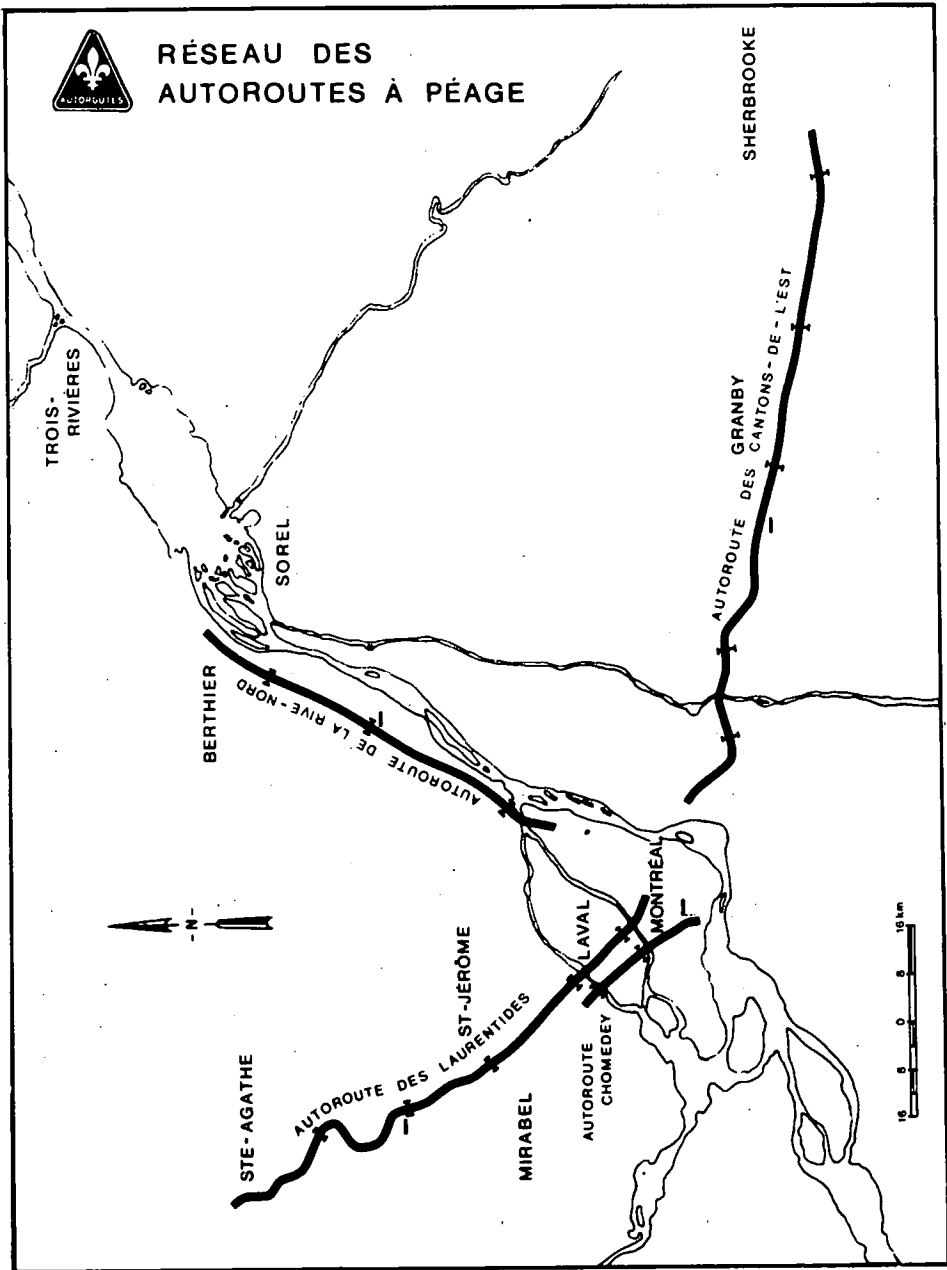 RÉSEAU DES
AUTOROUTES À PÉAGE
AUTOROUTES
TROIS-
RIVIÈRES
SHERBROOKE
SOREL
GRANBY
AUTOROUTE DES CANTONS-DE-L'EST
BERTHIER
AUTOROUTE DE LA RIVE-NORD
-N-
STE-AGATHE
AUTOROUTE DES LAURENTIDES
ST-JÉRÔME
MIRABEL
LAVAL
MONTRÉAL
AUTOROUTE
CHOMEDEY
16 8 0 8 16 km